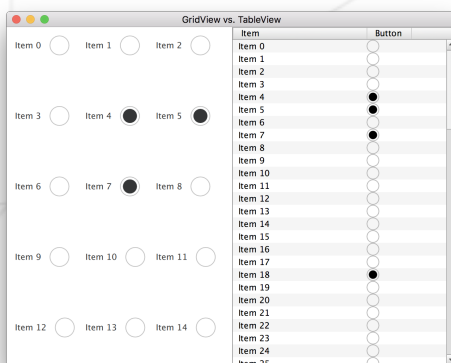 GridView vs. TableView
Item 0 Item 1 Item 2
Item 3 Item 4 Item 5
Item 6 Item 7 Item 8
Item 9 Item 10 Item 11
Item 12 Item 13 Item 14
Item Button
Item 0
Item 1
Item 2
Item 3
Item 4
Item 5
Item 6
Item 7
Item 8
Item 9
Item 10
Item 11
Item 12
Item 13
Item 14
Item 15
Item 16
Item 17
Item 18
Item 19
Item 20
Item 21
Item 22
Item 23
Item 24